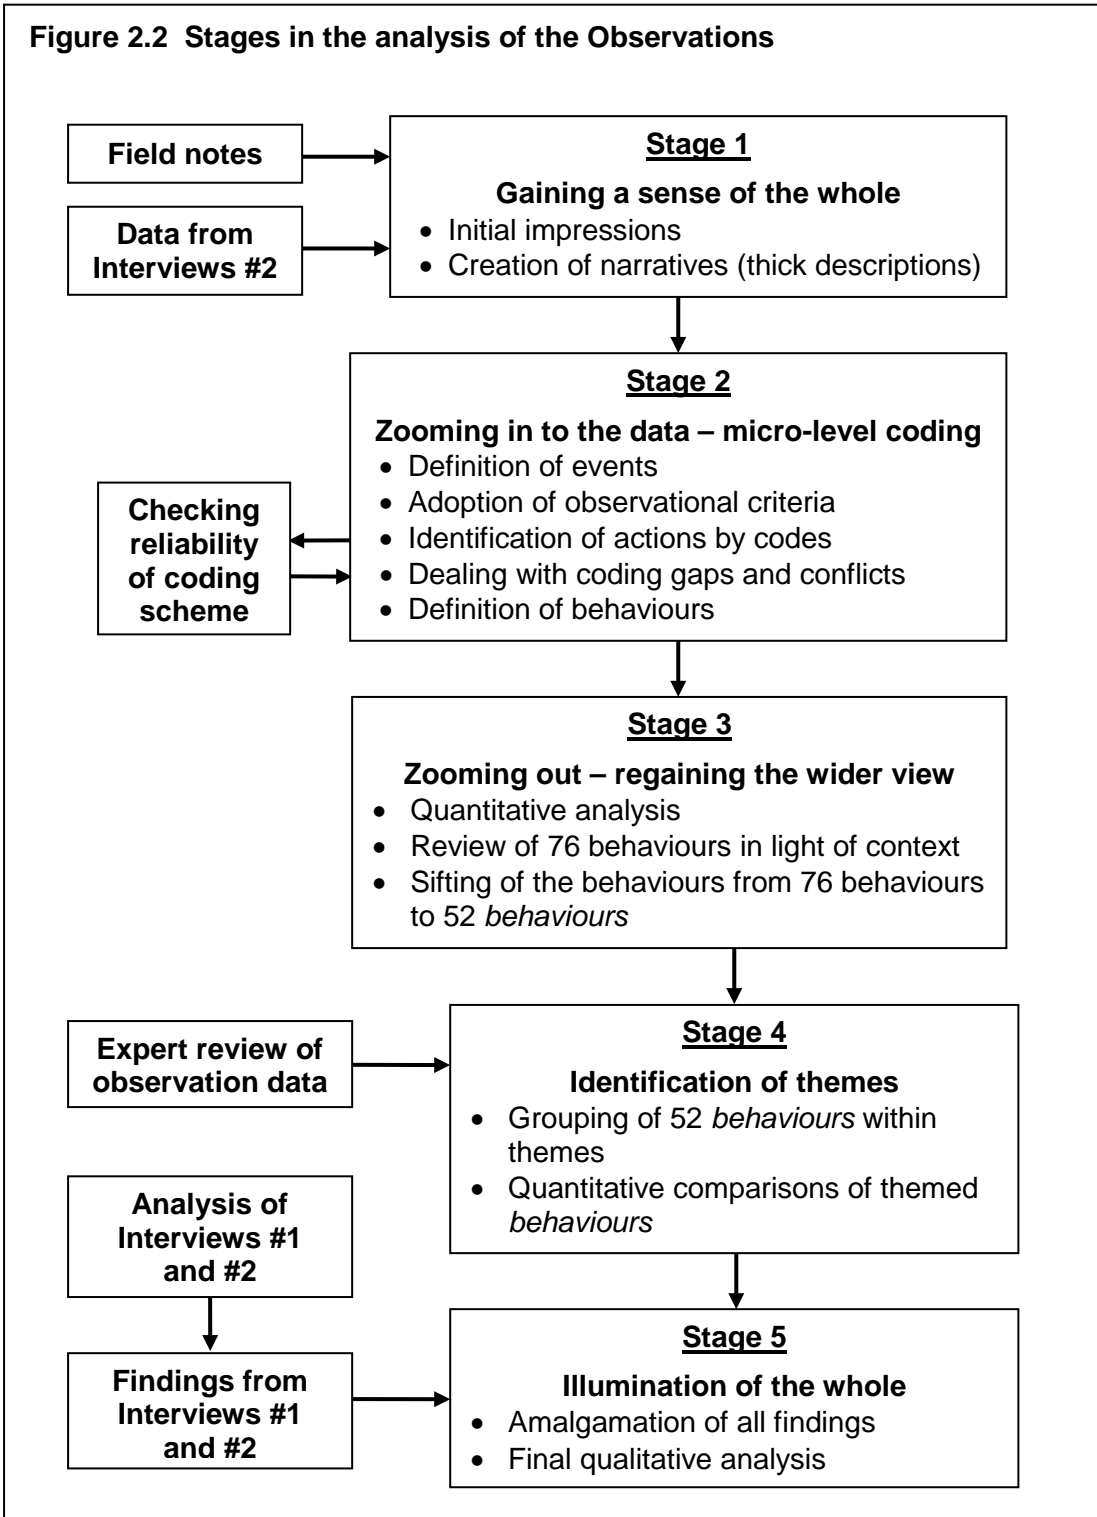 Figure 2.2 Stages in the analysis of the Observations
Field notes
Data from
Interviews #2
Stage 1
Gaining a sense of the whole
• Initial impressions
• Creation of narratives (thick descriptions)
Stage 2
Zooming in to the data – micro-level coding
• Definition of events
• Adoption of observational criteria
• Identification of actions by codes
• Dealing with coding gaps and conflicts
• Definition of behaviours
Checking
reliability
of coding
scheme
Stage 3
Zooming out – regaining the wider view
• Quantitative analysis
• Review of 76 behaviours in light of context
• Sifting of the behaviours from 76 behaviours
to 52 behaviours
Expert review of
observation data
Stage 4
Identification of themes
• Grouping of 52 behaviours within
themes
• Quantitative comparisons of themed
behaviours
Analysis of
Interviews #1
and #2
Findings from
Interviews #1
and #2
Stage 5
Illumination of the whole
• Amalgamation of all findings
• Final qualitative analysis